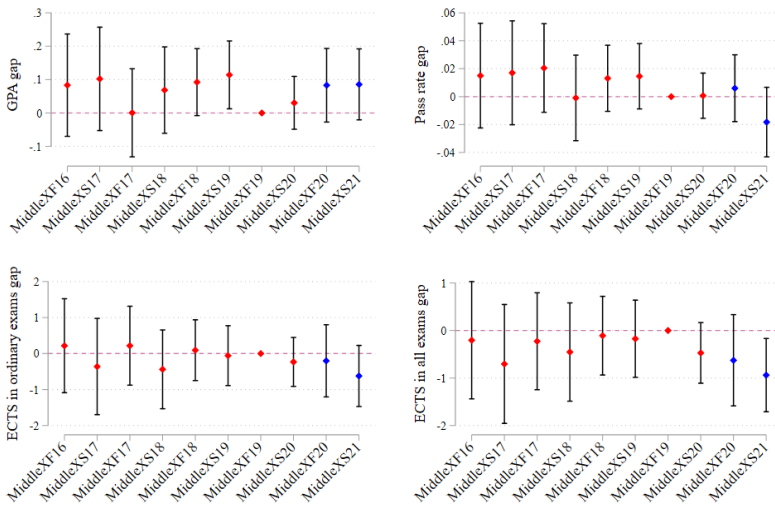 GPA gap
.3
.2
.1
0
-.1
MiddleXF16
MiddleXS17
MiddleXF17
MiddleXS18
MiddleXF18
MiddleXS19
MiddleXF19
MiddleXS20
MiddleXF20
MiddleXS21
Pass rate gap
.06
.04
.02
0
-.02
-.04
MiddleXF16
MiddleXS17
MiddleXF17
MiddleXS18
MiddleXF18
MiddleXS19
MiddleXF19
MiddleXS20
MiddleXF20
MiddleXS21
ECTS in ordinary exams gap
2
1
0
-1
-2
MiddleXF16
MiddleXS17
MiddleXF17
MiddleXS18
MiddleXF18
MiddleXS19
MiddleXF19
MiddleXS20
MiddleXF20
MiddleXS21
ECTS in all exams gap
1
0
-1
-2
MiddleXF16
MiddleXS17
MiddleXF17
MiddleXS18
MiddleXF18
MiddleXS19
MiddleXF19
MiddleXS20
MiddleXF20
MiddleXS21